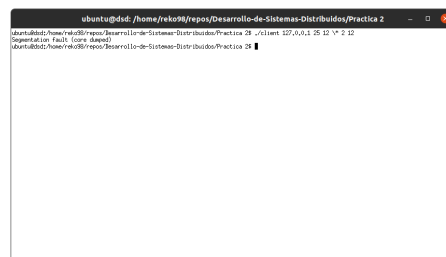 ubuntu@dsd: /home/reko98/repos/Desarrollo-de-Sistemas-Distribuidos/Practica 2
ubuntu@dsd:/home/reko98/repos/Desarrollo-de-Sistemas-Distribuidos/Practica 2$ ./client 127.0.0.1 25 12 \* 2 12
Segmentation fault (core dumped)
ubuntu@dsd:/home/reko98/repos/Desarrollo-de-Sistemas-Distribuidos/Practica 2$